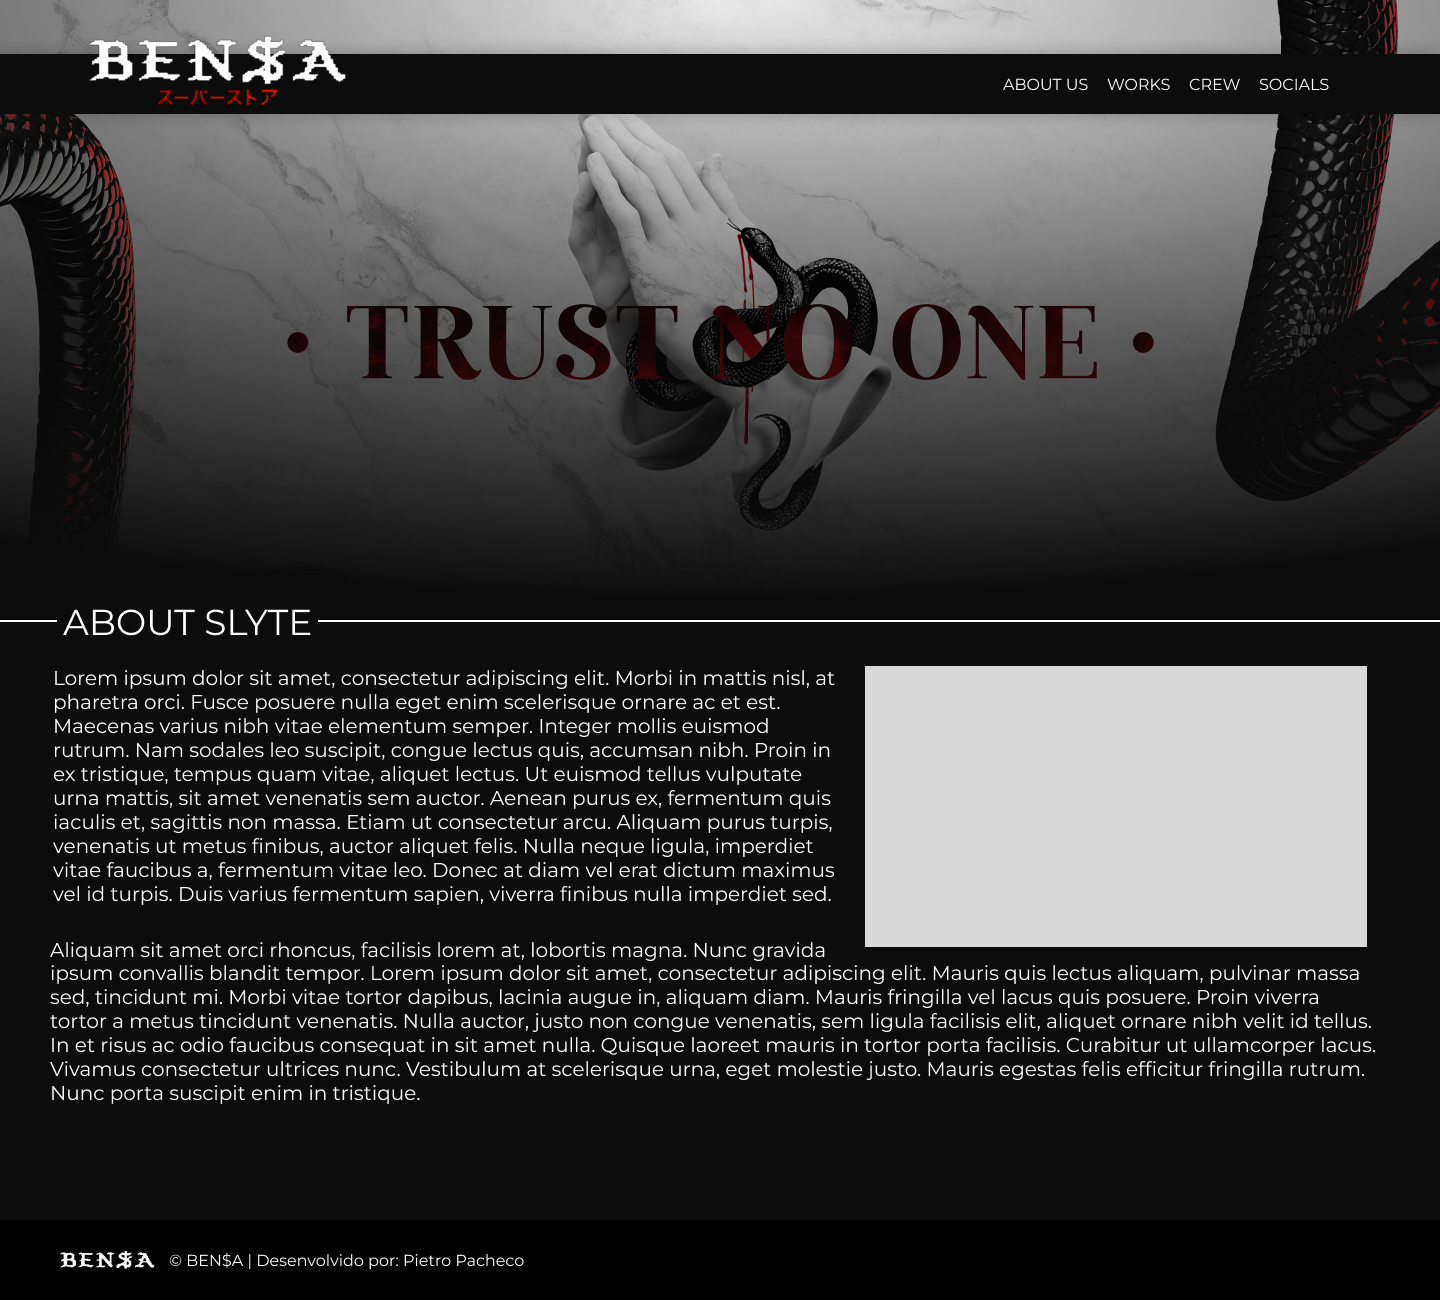 BEN$A
スーパーストア
ABOUT US WORKS CREW SOCIALS
• TRUST NO ONE •
ABOUT SLYTE
Lorem ipsum dolor sit amet, consectetur adipiscing elit. Morbi in mattis nisl, at
pharetra orci. Fusce posuere nulla eget enim scelerisque ornare ac et est.
Maecenas varius nibh vitae elementum semper. Integer mollis euismod
rutrum. Nam sodales leo suscipit, congue lectus quis, accumsan nibh. Proin in
ex tristique, tempus quam vitae, aliquet lectus. Ut euismod tellus vulputate
urna mattis, sit amet venenatis sem auctor. Aenean purus ex, fermentum quis
iaculis et, sagittis non massa. Etiam ut consectetur arcu. Aliquam purus turpis,
venenatis ut metus finibus, auctor aliquet felis. Nulla neque ligula, imperdiet
vitae faucibus a, fermentum vitae leo. Donec at diam vel erat dictum maximus
vel id turpis. Duis varius fermentum sapien, viverra finibus nulla imperdiet sed.
Aliquam sit amet orci rhoncus, facilisis lorem at, lobortis magna. Nunc gravida
ipsum convallis blandit tempor. Lorem ipsum dolor sit amet, consectetur adipiscing elit. Mauris quis lectus aliquam, pulvinar massa
sed, tincidunt mi. Morbi vitae tortor dapibus, lacinia augue in, aliquam diam. Mauris fringilla vel lacus quis posuere. Proin viverra
tortor a metus tincidunt venenatis. Nulla auctor, justo non congue venenatis, sem ligula facilisis elit, aliquet ornare nibh velit id tellus.
In et risus ac odio faucibus consequat in sit amet nulla. Quisque laoreet mauris in tortor porta facilisis. Curabitur ut ullamcorper lacus.
Vivamus consectetur ultrices nunc. Vestibulum at scelerisque urna, eget molestie justo. Mauris egestas felis efficitur fringilla rutrum.
Nunc porta suscipit enim in tristique.
BEN$A © BEN$A | Desenvolvido por: Pietro Pacheco